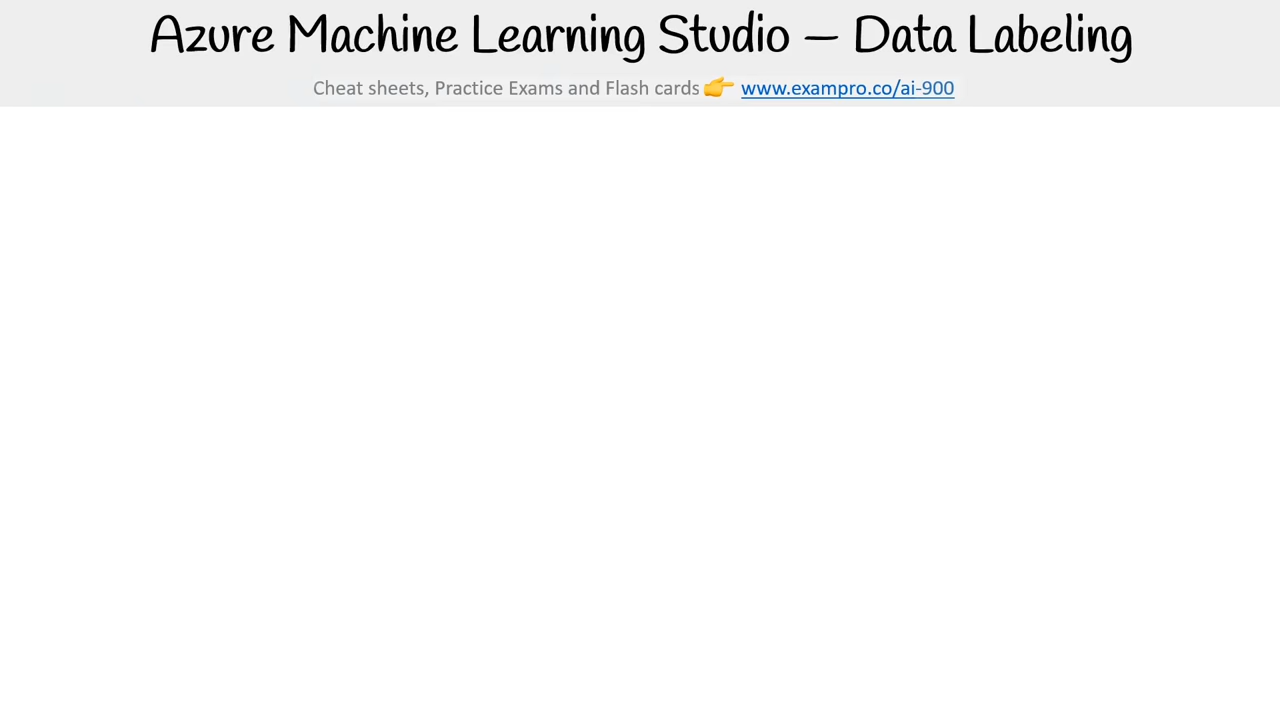 Azure Machine Learning Studio — Data Labeling
Cheat sheets, Practice Exams and Flash cards 👉 www.exampro.co/ai-900